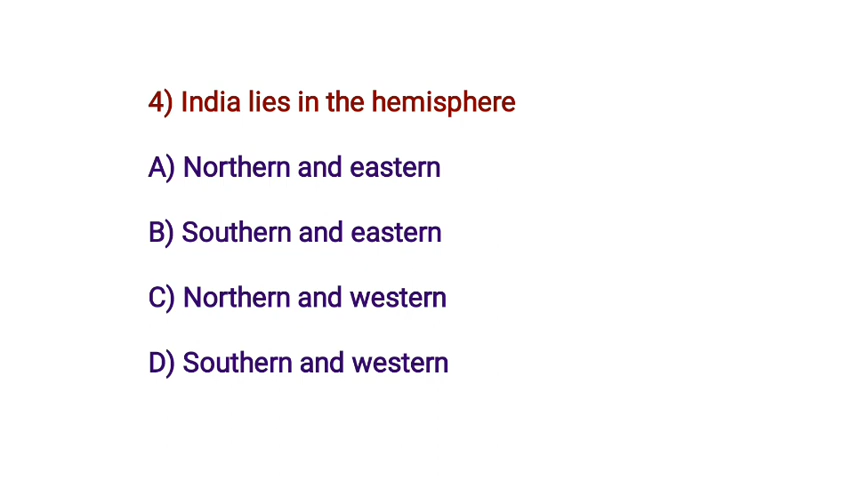 4) India lies in the hemisphere
A) Northern and eastern
B) Southern and eastern
C) Northern and western
D) Southern and western